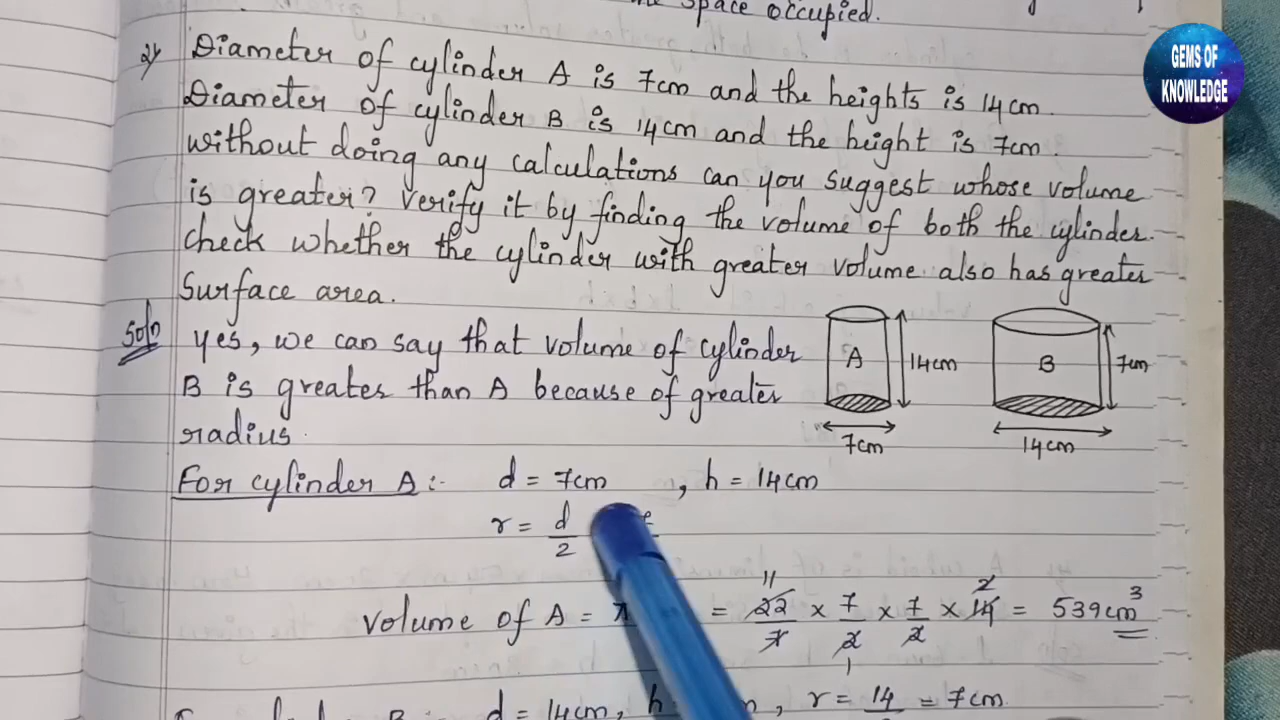 space occupied.
GEMS OF
KNOWLEDGE
2) Diameter of cylinder A is 7cm and the heights is 14cm.
Diameter of cylinder B is 14cm and the height is 7cm.
without doing any calculations can you suggest whose volume
is greater? Verify it by finding the volume of both the cylinder.
check whether the cylinder with greater volume also has greater
Surface area.
Soln yes, we can say that volume of cylinder
B is greater than A because of greater
radius.
A 14cm B 7cm
7cm 14cm
For cylinder A:- d = 7cm , h = 14cm
r = d/2
volume of A = π = 22/7 × 7/2 × 7/2 × 14 = 539cm³
11 2
1
B:- d = 14cm, h r = 14 = 7cm